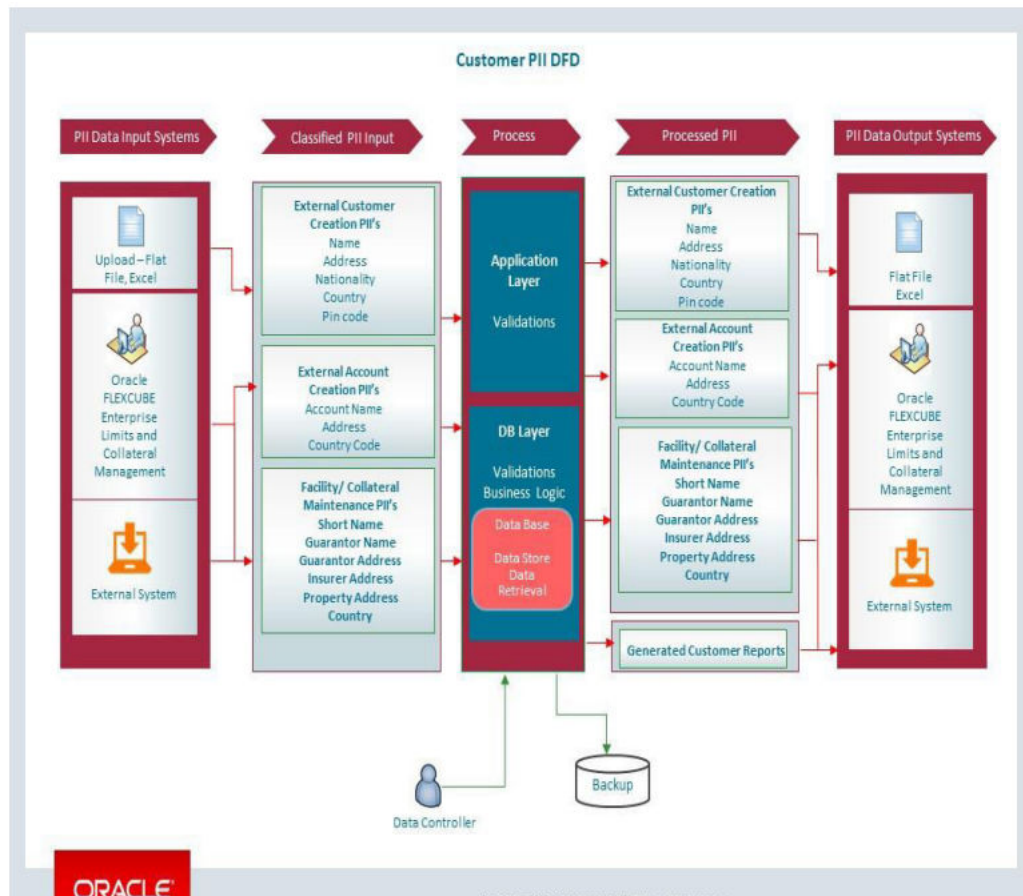 Customer PII DFD
PII Data Input Systems
Classified PII Input
Process
Processed PII
PII Data Output Systems
Upload – Flat
File, Excel
Oracle
FLEXCUBE
Enterprise
Limits and
Collateral
Management
External System
External Customer
Creation PII's
Name
Address
Nationality
Country
Pin code
External Account
Creation PII's
Account Name
Address
Country Code
Facility/ Collateral
Maintenance PII's
Short Name
Guarantor Name
Guarantor Address
Insurer Address
Property Address
Country
Application
Layer
Validations
DB Layer
Validations
Business Logic
Data Base
Data Store
Data
Retrieval
External Customer Creation
PII's
Name
Address
Nationality
Country
Pin code
External Account
Creation PII's
Account Name
Address
Country Code
Facility/ Collateral
Maintenance PII's
Short Name
Guarantor Name
Guarantor Address
Insurer Address
Property Address
Country
Generated Customer Reports
Flat File
Excel
Oracle
FLEXCUBE
Enterprise
Limits and
Collateral
Management
External System
Data Controller
Backup
ORACLE